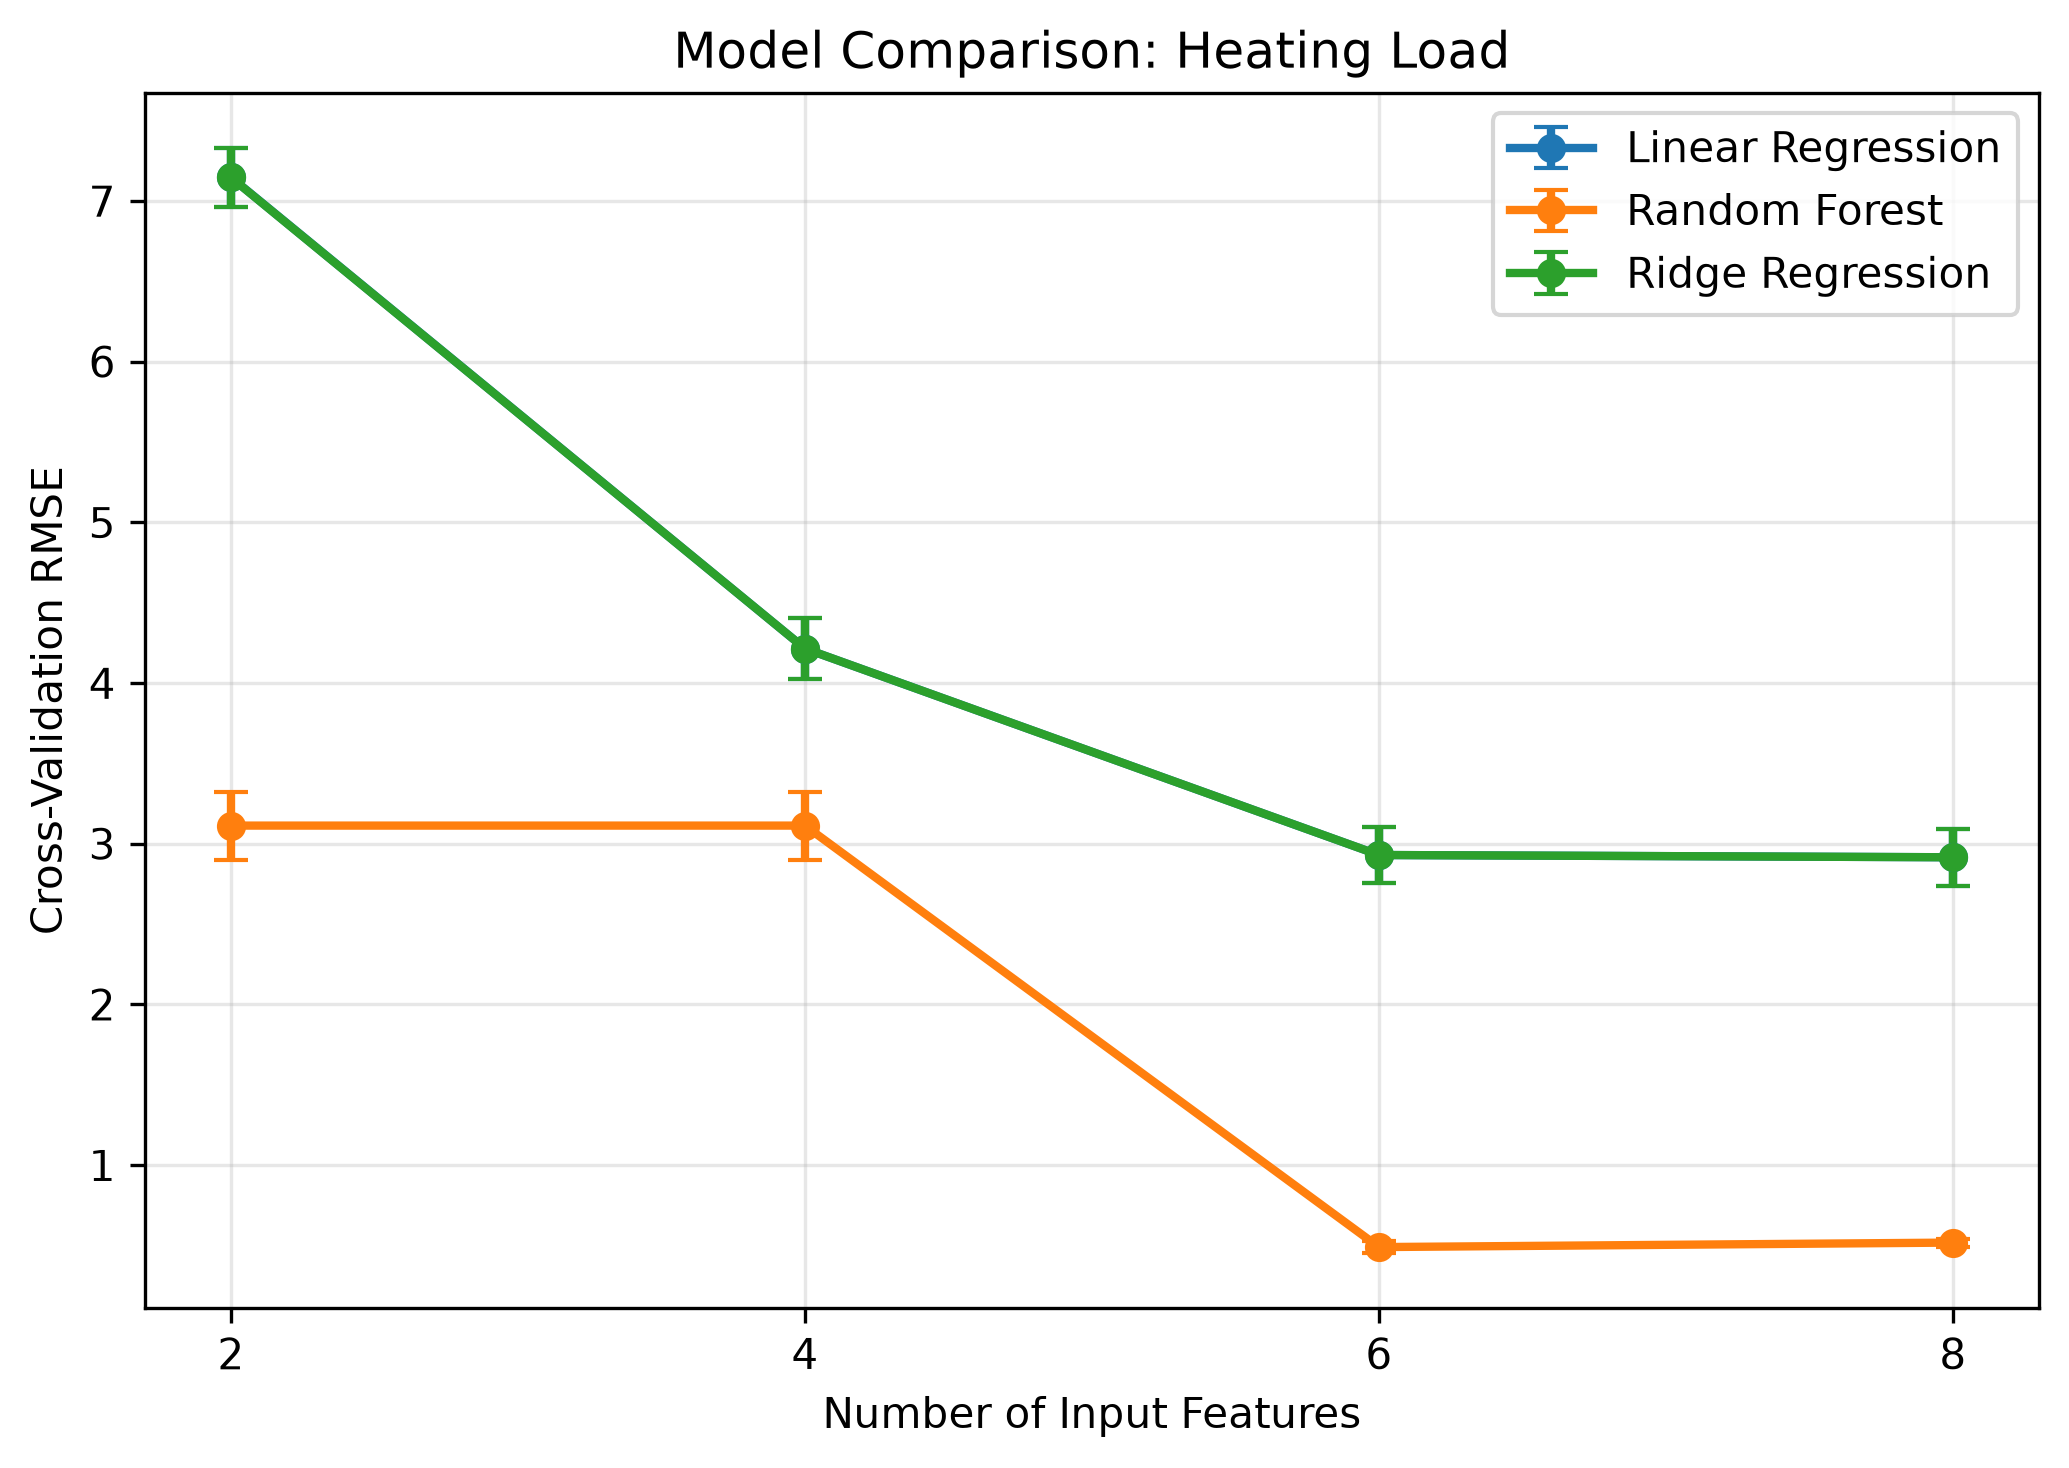 Model Comparison: Heating Load
Linear Regression
Random Forest
Ridge Regression
Cross-Validation RMSE
7
6
5
4
3
2
1
2 4 6 8
Number of Input Features